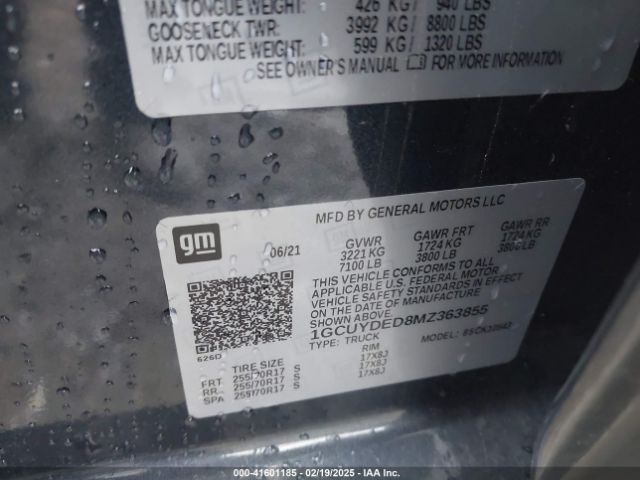 MAX TONGUE WEIGHT: 426 KG/ 940 LBS
GOOSENECK TWR: 3992 KG / 8800 LBS
MAX TONGUE WEIGHT: 599 KG / 1320 LBS
SEE OWNER'S MANUAL FOR MORE INFORMATION
gm
MFD BY GENERAL MOTORS LLC
06/21 GVWR GAWR FRT GAWR RR
3221 KG 1724 KG 1724 KG
7100 LB 3800 LB 3800 LB
THIS VEHICLE CONFORMS TO ALL
APPLICABLE U.S. FEDERAL MOTOR
VEHICLE SAFETY STANDARDS IN EFFECT
ON THE DATE OF MANUFACTURE
SHOWN ABOVE.
1GCUYDED8MZ363855
TYPE: TRUCK MODEL:
626D
TIRE SIZE RIM
FRT 255/70R17 S 17X8J
RR 255/70R17 S 17X8J
SPA 255/70R17 S 17X8J
00-41601185 — 02/19/2025 — IAA Inc.